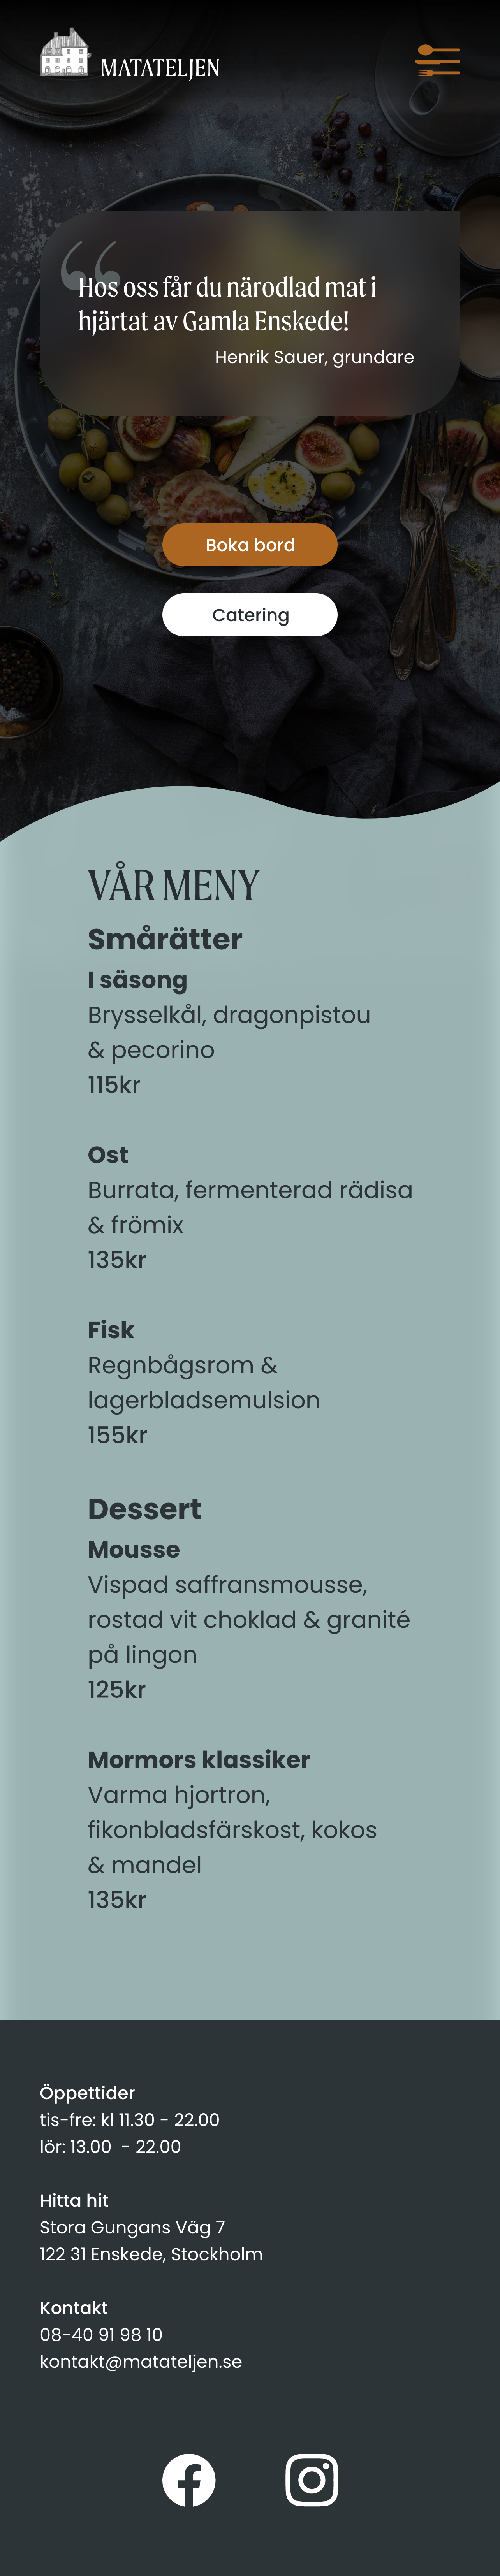 MATATELJEN
“
Hos oss får du närodlad mat i
hjärtat av Gamla Enskede!
Henrik Sauer, grundare
Boka bord
Catering
VÅR MENY
Smårätter
I säsong
Brysselkål, dragonpistou
& pecorino
115kr
Ost
Burrata, fermenterad rädisa
& frömix
135kr
Fisk
Regnbågsrom &
lagerbladsemulsion
155kr
Dessert
Mousse
Vispad saffransmousse,
rostad vit choklad & granité
på lingon
125kr
Mormors klassiker
Varma hjortron,
fikonbladsfärskost, kokos
& mandel
135kr
Öppettider
tis-fre: kl 11.30 - 22.00
lör: 13.00  - 22.00
Hitta hit
Stora Gungans Väg 7
122 31 Enskede, Stockholm
Kontakt
08-40 91 98 10
kontakt@matateljen.se